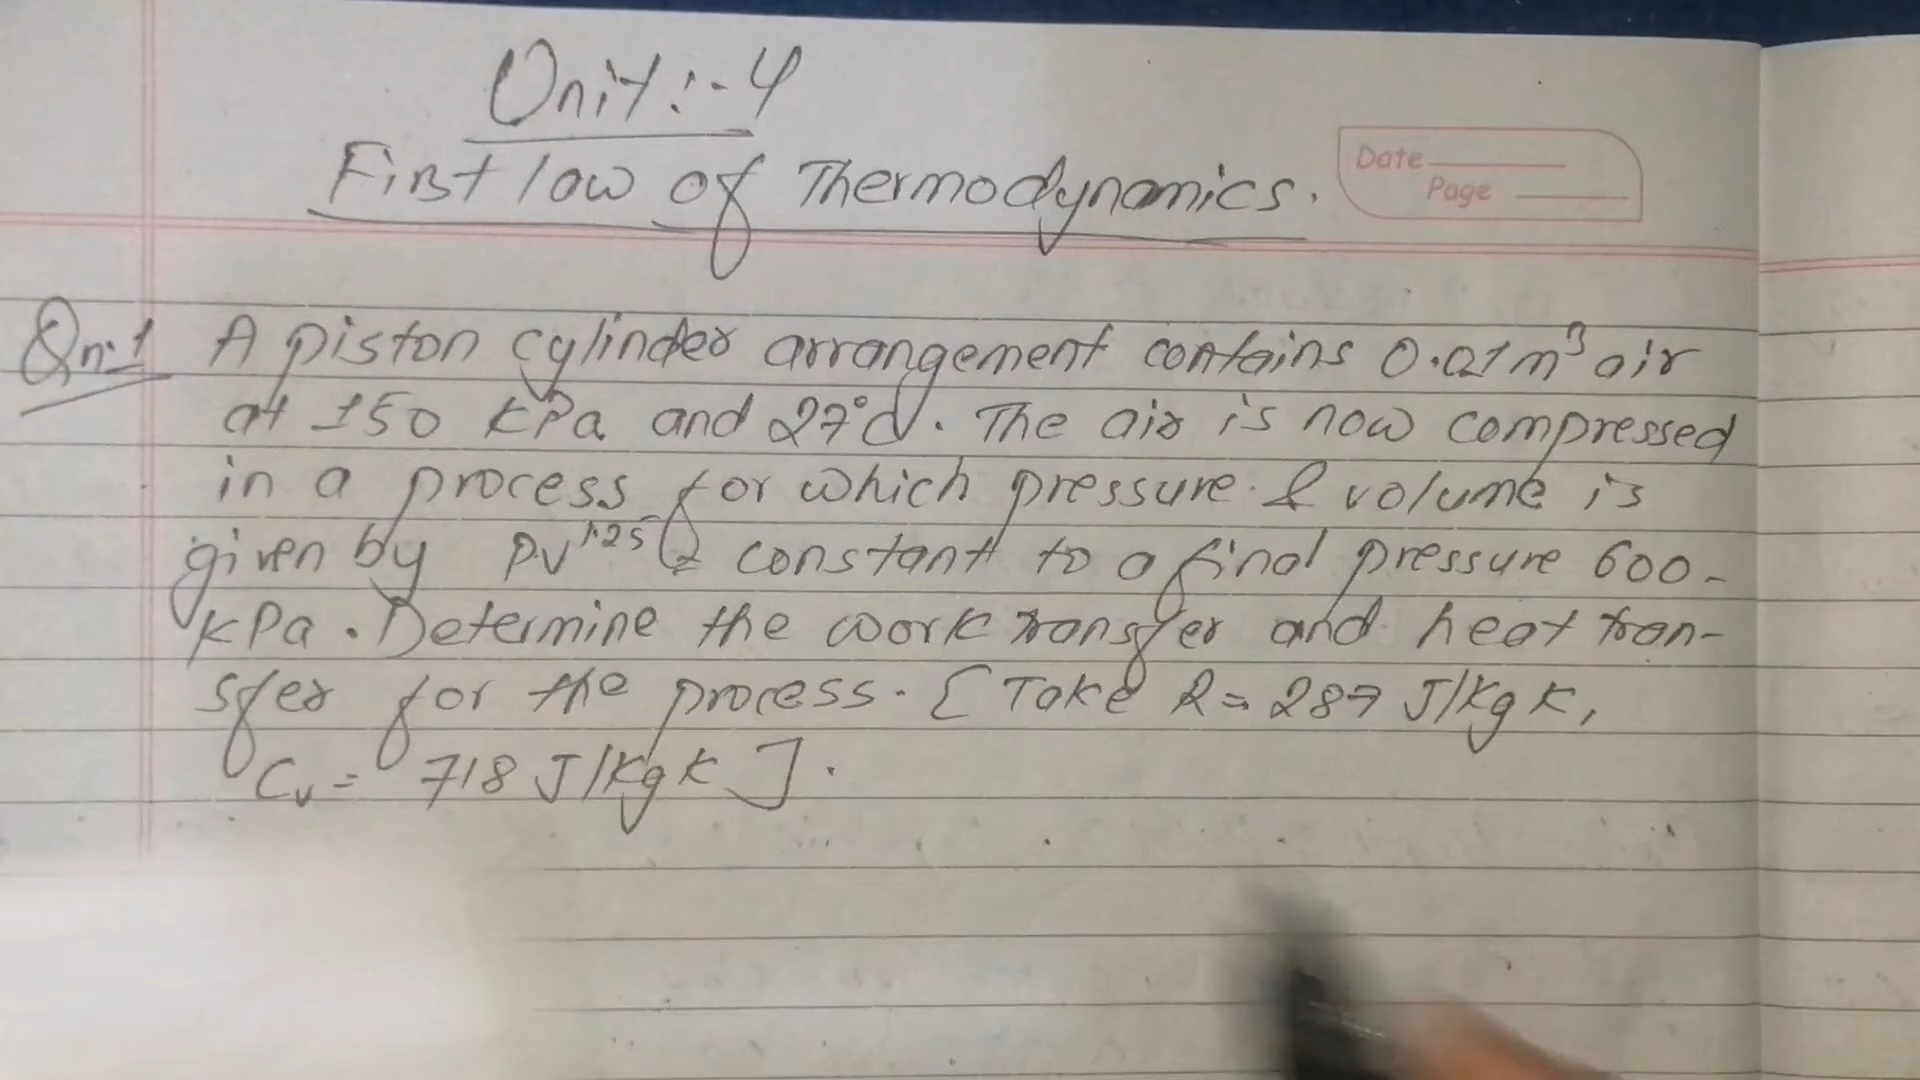 Unit:-4
First law of Thermodynamics.
Date
Page
Qn:1 A piston cylinder arrangement contains 0.01m³ air
at 150 kPa and 27°C. The air is now compressed
in a process for which pressure & volume is
given by PV^1.25 = constant to a final pressure 600-
kPa. Determine the work transfer and heat tran-
sfer for the process. [Take R= 287 J/kgK,
Cv = 718 J/kgK].